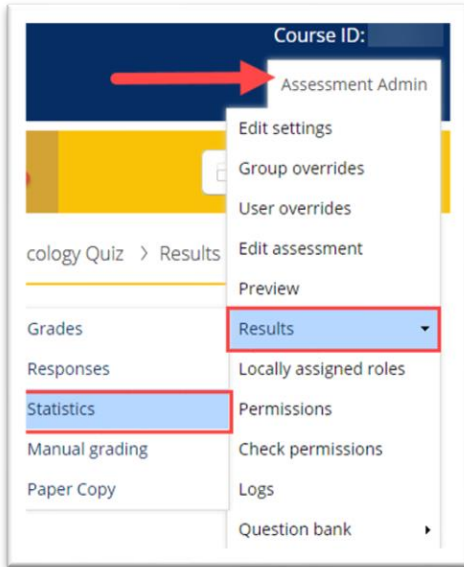 Course ID:
Assessment Admin
Edit settings
Group overrides
User overrides
Edit assessment
cology Quiz > Results
Preview
Results
Locally assigned roles
Permissions
Check permissions
Logs
Question bank
Grades
Responses
Statistics
Manual grading
Paper Copy